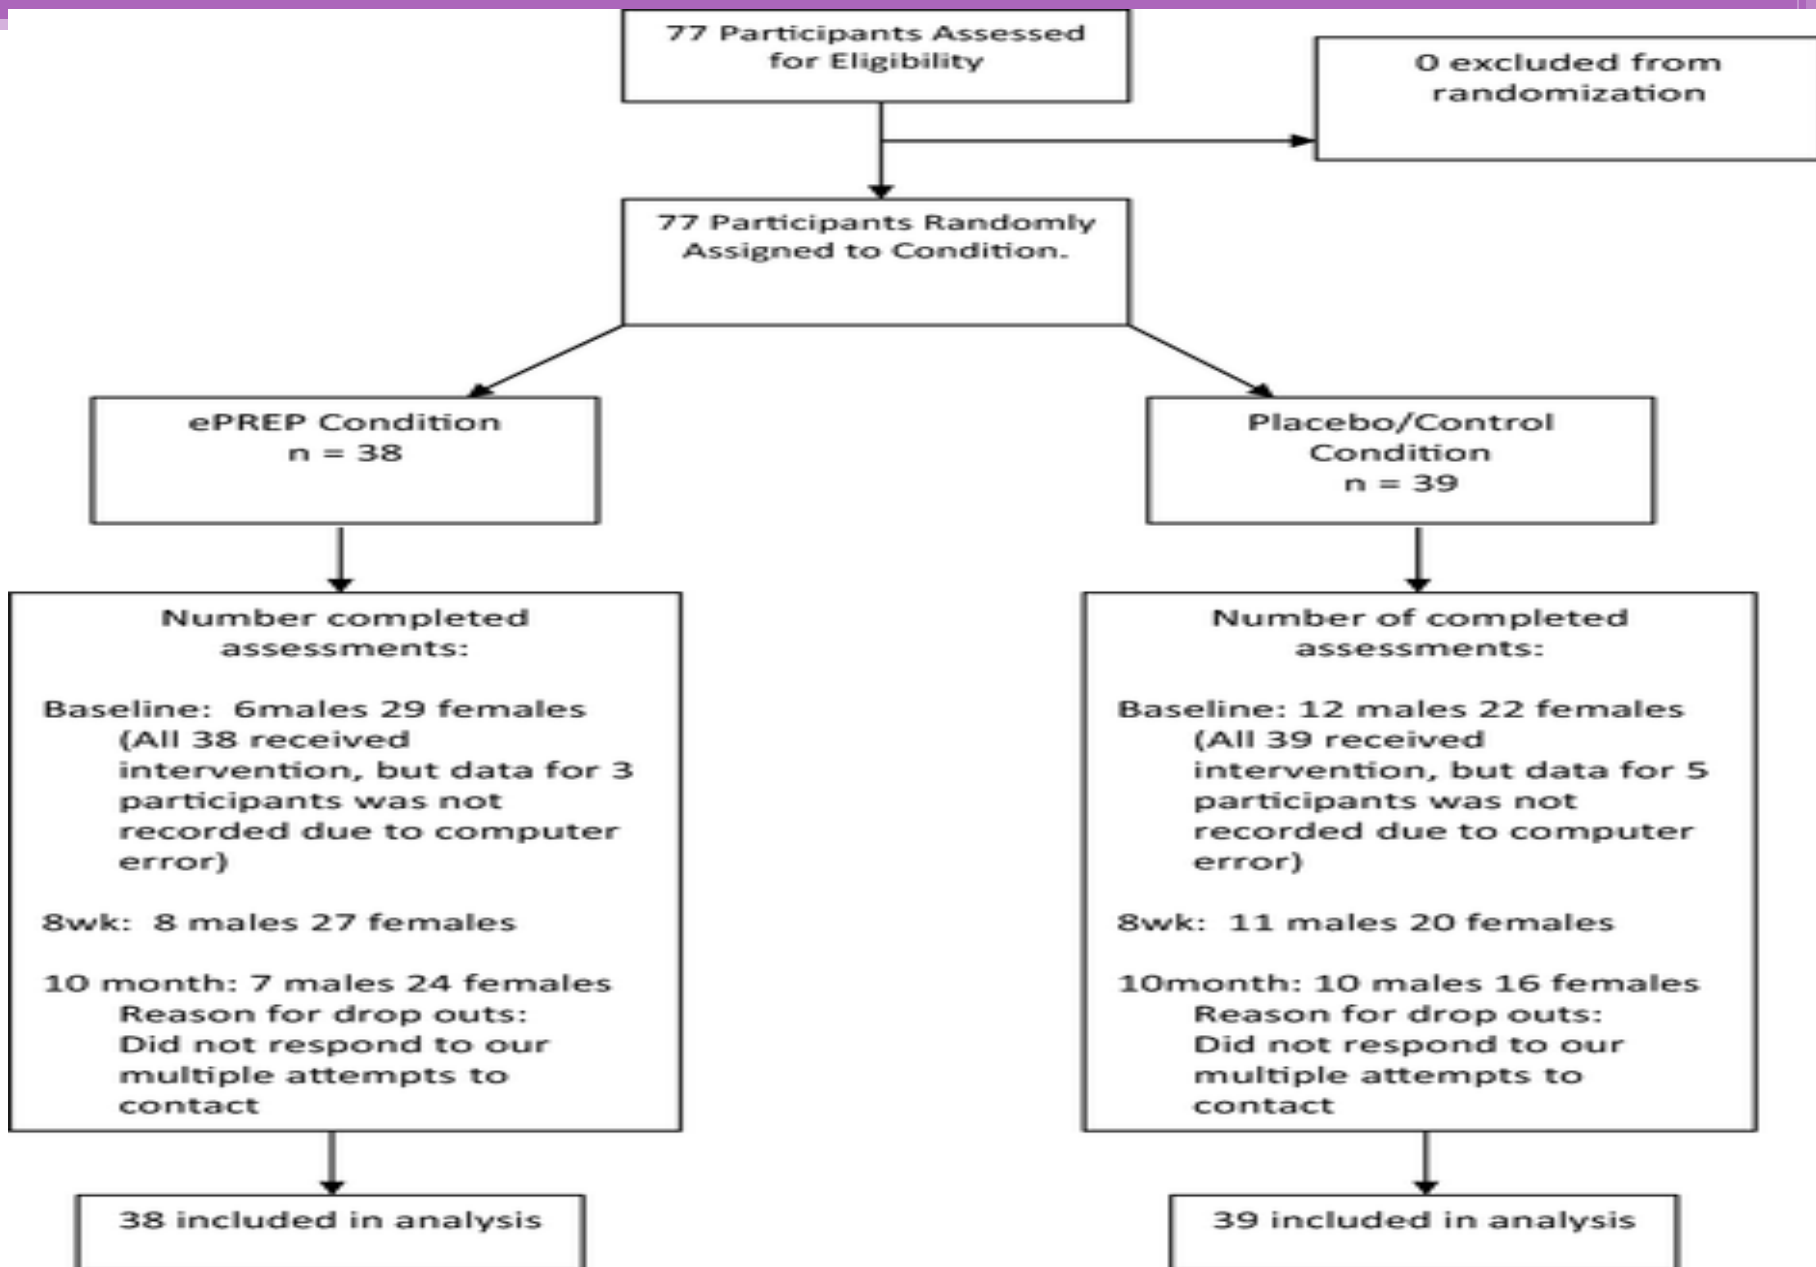 77 Participants Assessed
for Eligibility
0 excluded from
randomization
77 Participants Randomly
Assigned to Condition.
ePREP Condition
n = 38
Placebo/Control
Condition
n = 39
Number completed
assessments:
Baseline:  6males 29 females
(All 38 received
intervention, but data for 3
participants was not
recorded due to computer
error)
8wk:  8 males 27 females
10 month: 7 males 24 females
Reason for drop outs:
Did not respond to our
multiple attempts to
contact
Number of completed
assessments:
Baseline: 12 males 22 females
(All 39 received
intervention, but data for 5
participants was not
recorded due to computer
error)
8wk:  11 males 20 females
10month: 10 males 16 females
Reason for drop outs:
Did not respond to our
multiple attempts to
contact
38 included in analysis
39 included in analysis